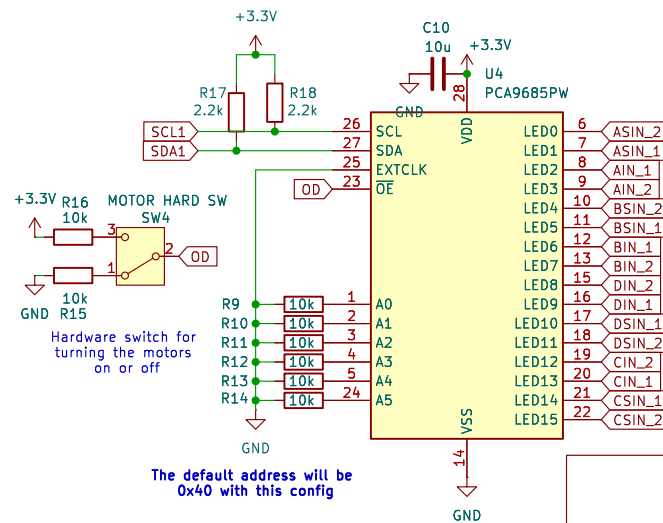 +3.3V
C10
10u
+3.3V
U4
PCA9685PW
R17
2.2k
R18
2.2k
GND
28
VDD
SCL1
26
SCL
SDA1
27
SDA
25
EXTCLK
OD
23
OE
LED0
6
ASIN_2
LED1
7
ASIN_1
LED2
8
AIN_1
LED3
9
AIN_2
LED4
10
BSIN_2
LED5
11
BSIN_1
LED6
12
BIN_1
LED7
13
BIN_2
LED8
15
DIN_2
LED9
16
DIN_1
LED10
17
DSIN_1
LED11
18
DSIN_2
LED12
19
CIN_2
LED13
20
CIN_1
LED14
21
CSIN_1
LED15
22
CSIN_2
+3.3V
R16
10k
MOTOR HARD SW
SW4
3
2
OD
1
GND
10k
R15
Hardware switch for
turning the motors
on or off
R9
10k
1
A0
R10
10k
2
A1
R11
10k
3
A2
R12
10k
4
A3
R13
10k
5
A4
R14
10k
24
A5
GND
VSS
14
GND
The default address will be
0x40 with this config